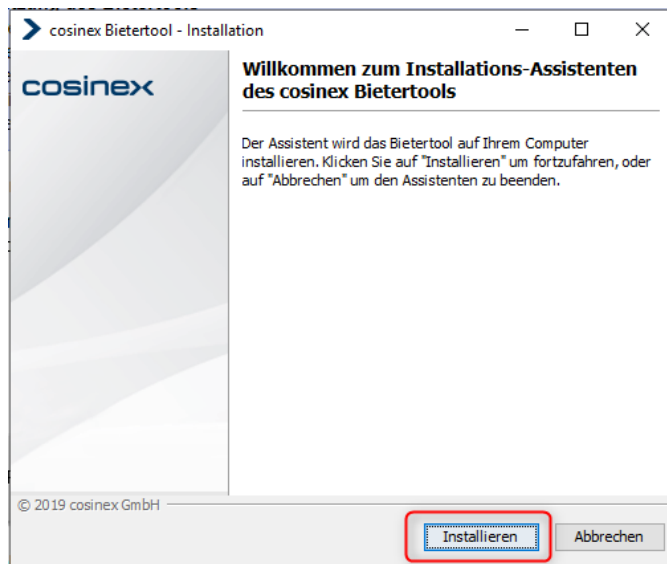 cosinex Bietertool - Installation
cosinex
Willkommen zum Installations-Assistenten
des cosinex Bietertools
Der Assistent wird das Bietertool auf Ihrem Computer
installieren. Klicken Sie auf "Installieren" um fortzufahren, oder
auf "Abbrechen" um den Assistenten zu beenden.
© 2019 cosinex GmbH
Installieren
Abbrechen